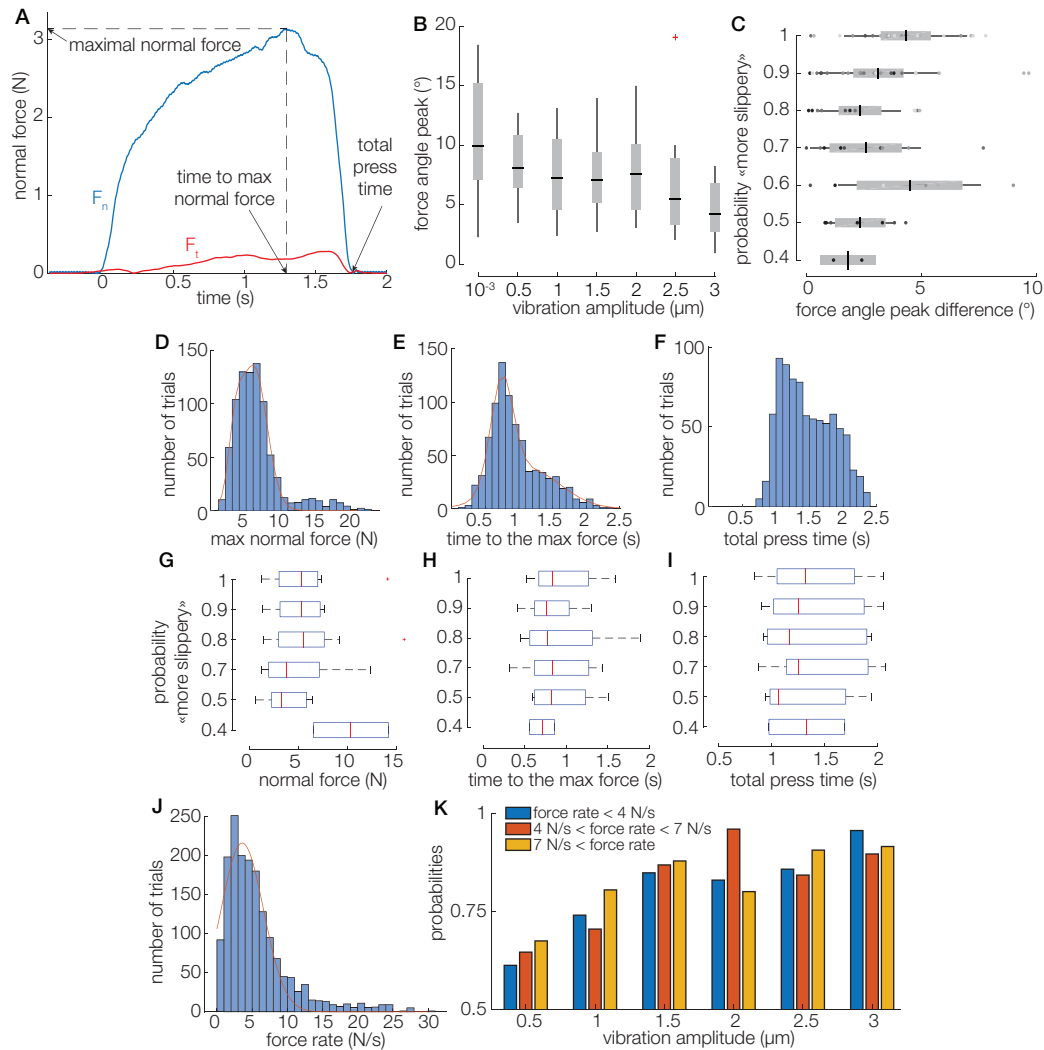 A
normal force (N)
3
2
1
0
maximal normal force
F_n
F_t
time to max
normal force
total
press
time
0
0.5
1
1.5
2
time (s)
B
force angle peak (°)
20
15
10
5
0
+
10⁻³
0.5
1
1.5
2
2.5
3
vibration amplitude (µm)
C
probability «more slippery»
1
0.9
0.8
0.7
0.6
0.5
0.4
0
5
10
force angle peak difference (°)
D
number of trials
150
100
50
0
5
10
15
20
max normal force (N)
E
number of trials
150
100
50
0
0.5
1
1.5
2
2.5
time to the max force (s)
F
number of trials
100
50
0
0.5
1
1.5
2
2.5
total press time (s)
G
probability
«more slippery»
1
0.9
0.8
0.7
0.5
0.4
0
5
10
15
normal force (N)
H
1
0.9
0.8
0.7
0.5
0.4
0
0.5
1
1.5
2
time to the max force (s)
I
1
0.9
0.8
0.7
0.5
0.4
0.5
1
1.5
2
total press time (s)
J
number of trials
250
200
150
100
50
0
0
5
10
15
20
25
30
force rate (N/s)
K
probabilities
1
0.75
0.5
force rate < 4 N/s
4 N/s < force rate < 7 N/s
7 N/s < force rate
0.5
1
1.5
2
2.5
3
vibration amplitude (µm)